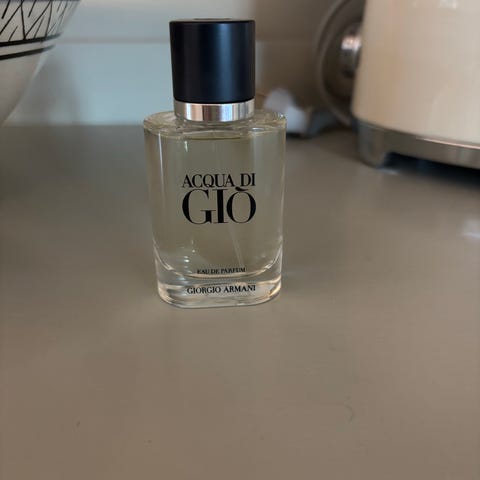 ACQUA DI
GIÒ
EAU DE PARFUM
GIORGIO ARMANI